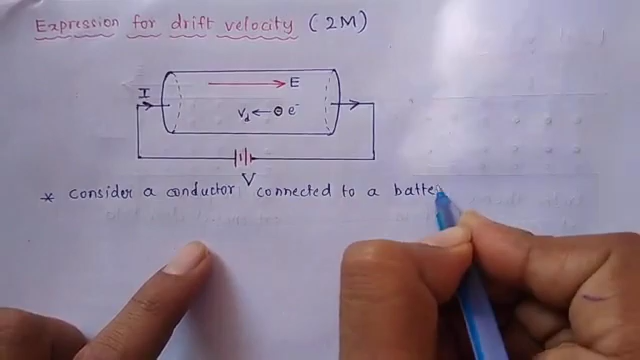 Expression for drift velocity (2M)
I
E
Vd ← ⊖ e⁻
V
* Consider a conductor connected to a batte